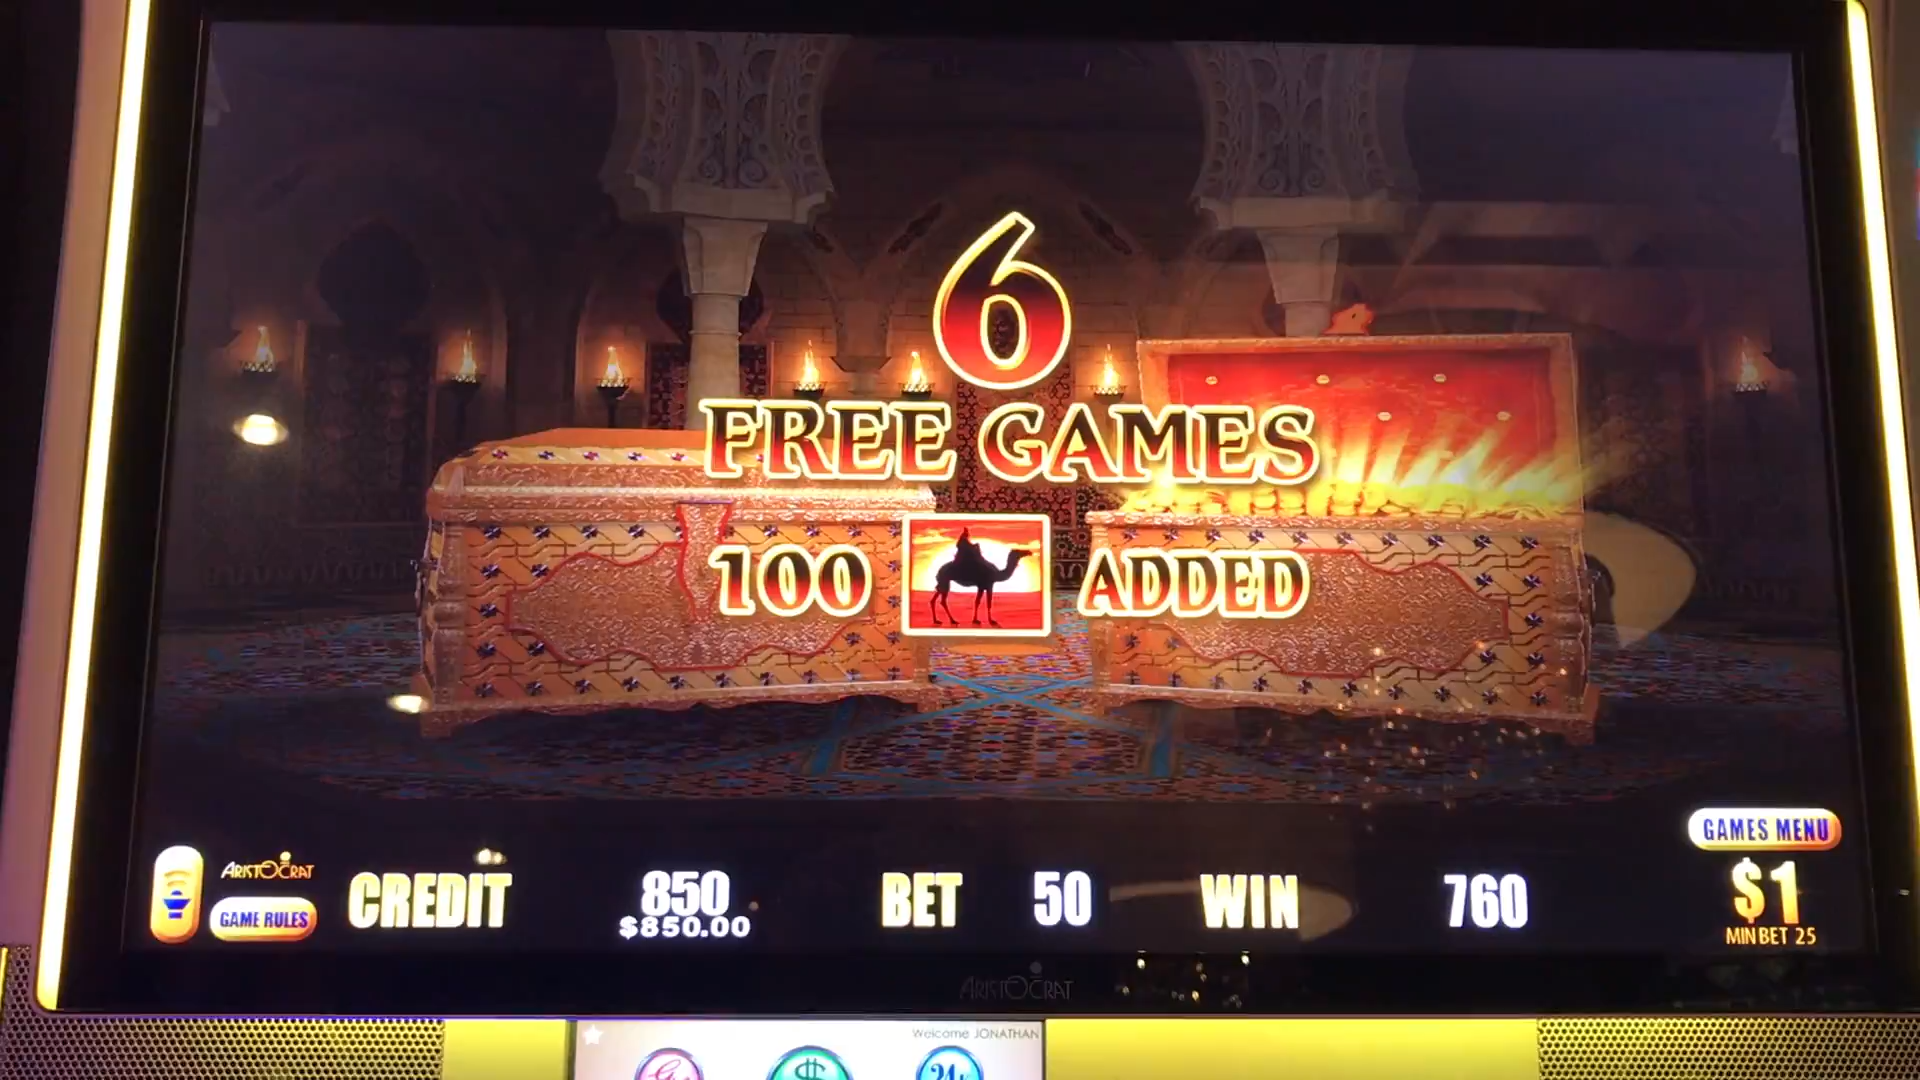 6
FREE GAMES
100 ADDED
GAMES MENU
ARISTOCRAT
GAME RULES
CREDIT 850 BET 50 WIN 760 $1
$850.00
MIN BET 25
ARISTOCRAT
Welcome JONATHAN
$